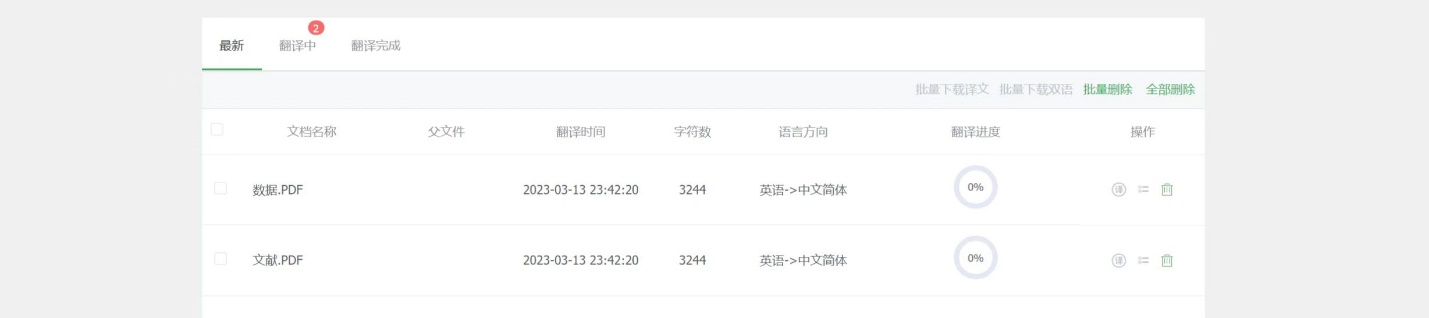 2
最新 翻译中 翻译完成
批量下载译文 批量下载双语 批量删除 全部删除
文档名称 父文件 翻译时间 字符数 语言方向 翻译进度 操作
数据.PDF 2023-03-13 23:42:20 3244 英语->中文简体 0% 译
文献.PDF 2023-03-13 23:42:20 3244 英语->中文简体 0% 译